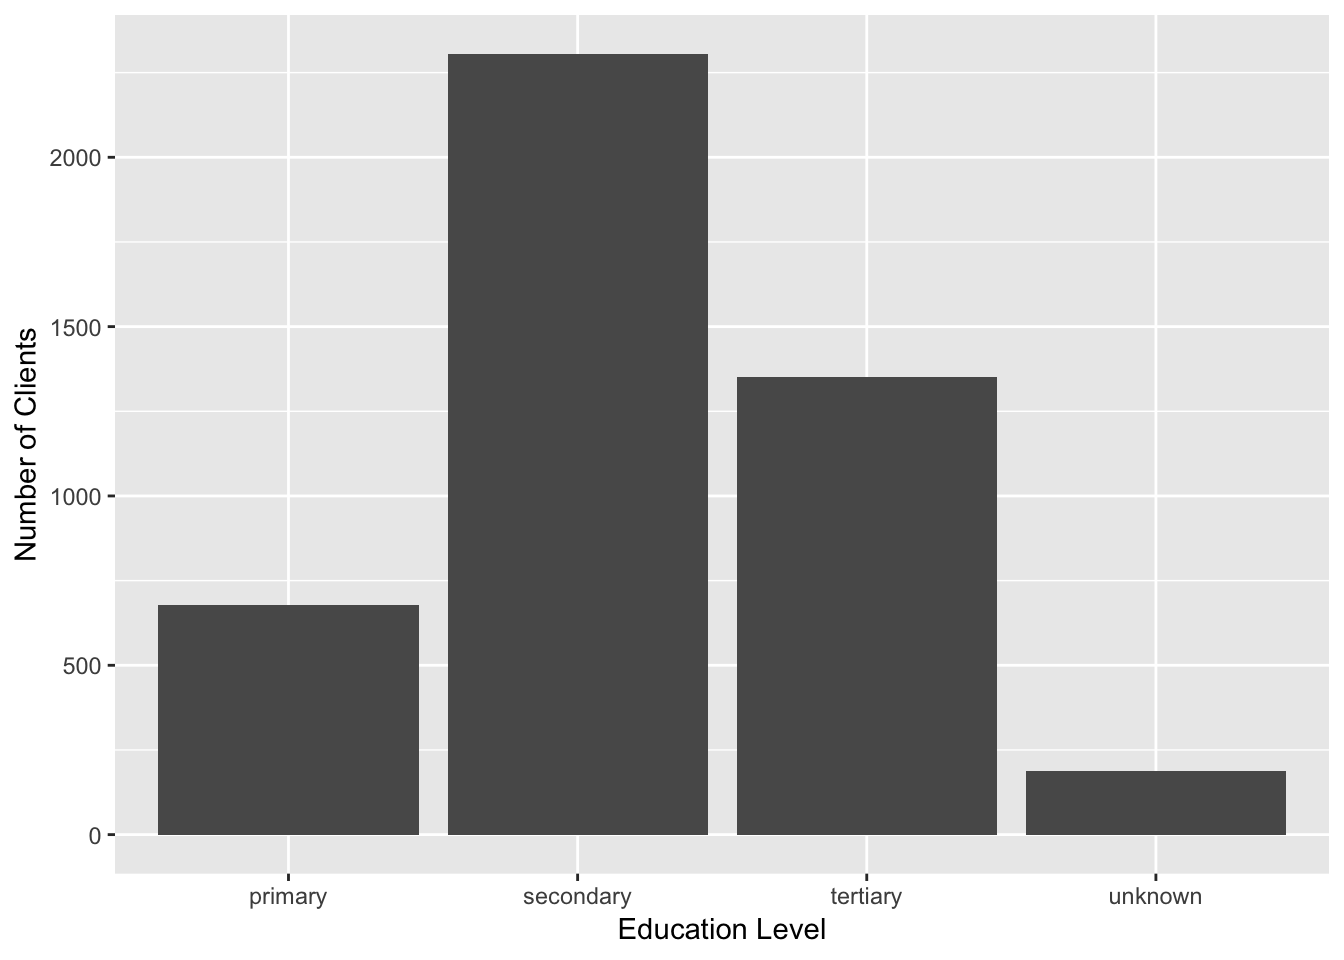 Number of Clients
2000
1500
1000
500
0
primary
secondary
tertiary
unknown
Education Level